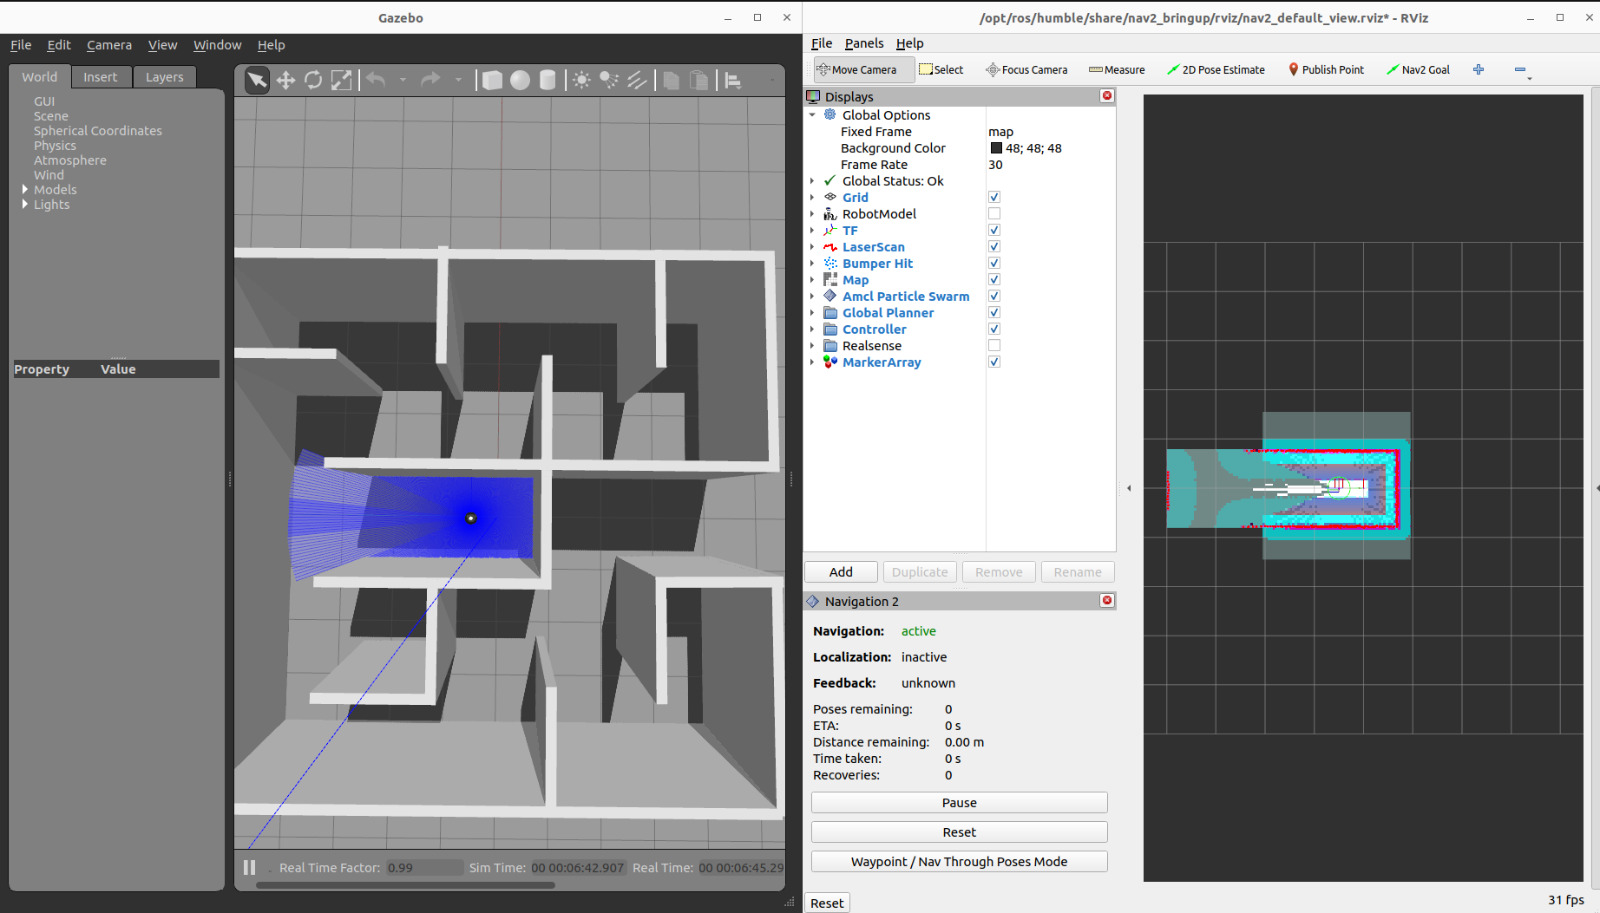 Gazebo
File Edit Camera View Window Help
World Insert Layers
GUI
Scene
Spherical Coordinates
Physics
Atmosphere
Wind
Models
Lights
Property Value
Real Time Factor: 0.99 Sim Time: 00 00:06:42.907 Real Time: 00 00:06:45.29
/opt/ros/humble/share/nav2_bringup/rviz/nav2_default_view.rviz* - RViz
File Panels Help
Move Camera Select Focus Camera Measure 2D Pose Estimate Publish Point Nav2 Goal
Displays
Global Options
Fixed Frame map
Background Color 48; 48; 48
Frame Rate 30
Global Status: Ok
Grid
RobotModel
TF
LaserScan
Bumper Hit
Map
Amcl Particle Swarm
Global Planner
Controller
Realsense
MarkerArray
Add Duplicate Remove Rename
Navigation 2
Navigation: active
Localization: inactive
Feedback: unknown
Poses remaining: 0
ETA: 0 s
Distance remaining: 0.00 m
Time taken: 0 s
Recoveries: 0
Pause
Reset
Waypoint / Nav Through Poses Mode
Reset
31 fps